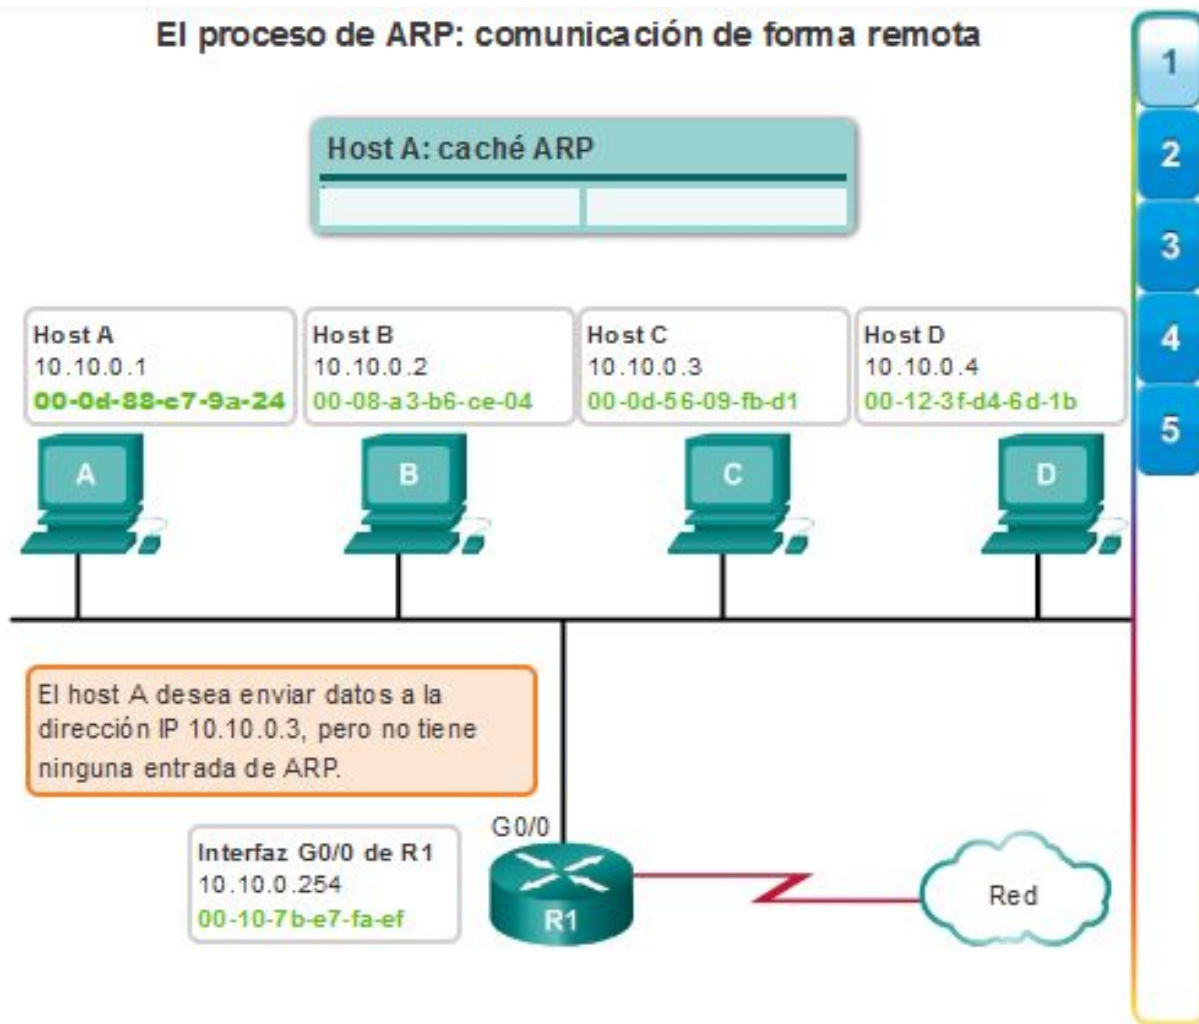 El proceso de ARP: comunicación de forma remota
1
2
3
4
5
Host A: caché ARP
Host A
10.10.0.1
00-0d-88-c7-9a-24
Host B
10.10.0.2
00-08-a3-b6-ce-04
Host C
10.10.0.3
00-0d-56-09-fb-d1
Host D
10.10.0.4
00-12-3f-d4-6d-1b
A
B
C
D
El host A desea enviar datos a la
dirección IP 10.10.0.3, pero no tiene
ninguna entrada de ARP.
G0/0
Interfaz G0/0 de R1
10.10.0.254
00-10-7b-e7-fa-ef
R1
Red